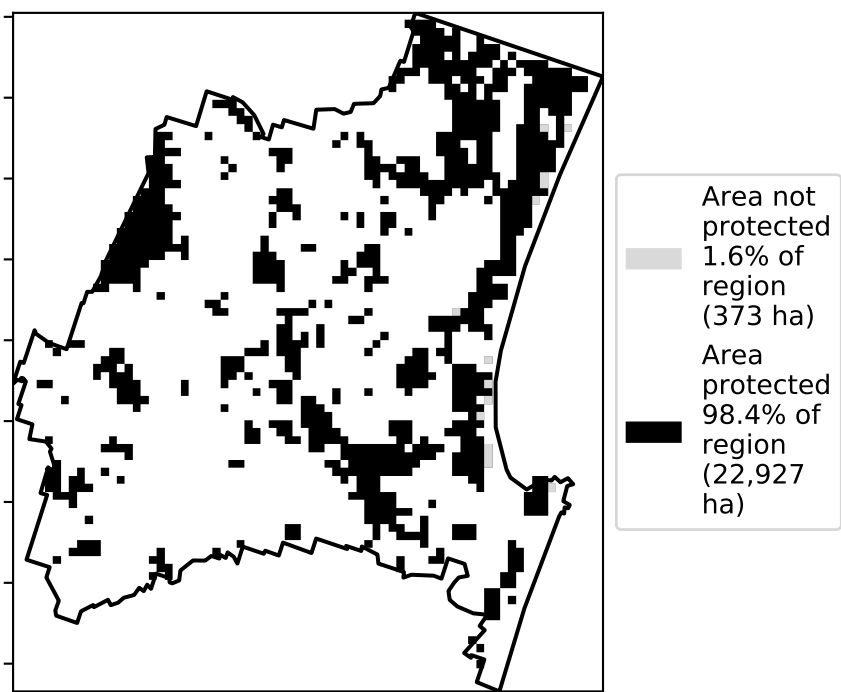 Area not
protected
1.6% of
region
(373 ha)
Area
protected
98.4% of
region
(22,927
ha)